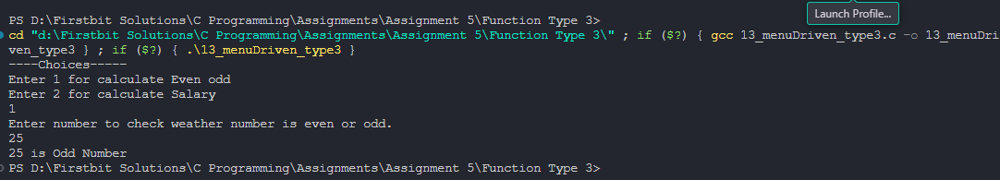 Launch Profile...
PS D:\Firstbit Solutions\C Programming\Assignments\Assignment 5\Function Type 3>
cd "d:\Firstbit Solutions\C Programming\Assignments\Assignment 5\Function Type 3\" ; if ($?) { gcc 13_menuDriven_type3.c -o 13_menuDri
ven_type3 } ; if ($?) { .\13_menuDriven_type3 }
----Choices-----
Enter 1 for calculate Even odd
Enter 2 for calculate Salary
1
Enter number to check weather number is even or odd.
25
25 is Odd Number
PS D:\Firstbit Solutions\C Programming\Assignments\Assignment 5\Function Type 3>